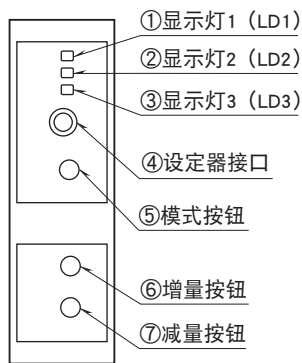 ①显示灯1（LD1）
②显示灯2（LD2）
③显示灯3（LD3）
④设定器接口
⑤模式按钮
⑥增量按钮
⑦减量按钮